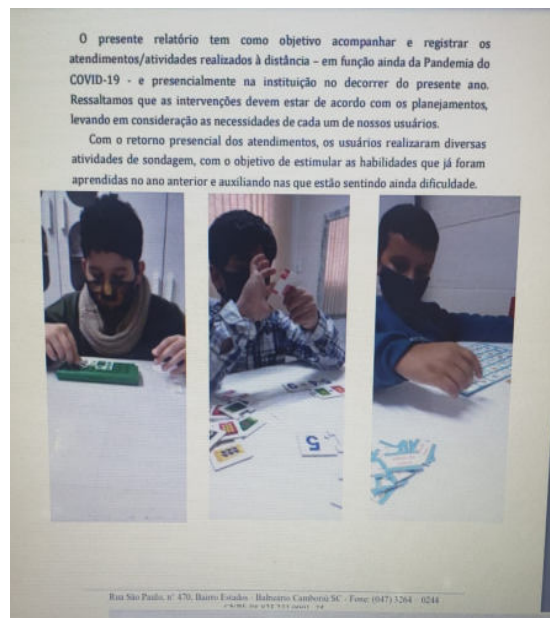 O presente relatório tem como objetivo acompanhar e registrar os
atendimentos/atividades realizados à distância – em função ainda da Pandemia do
COVID-19 - e presencialmente na instituição no decorrer do presente ano.
Ressaltamos que as intervenções devem estar de acordo com os planejamentos,
levando em consideração as necessidades de cada um de nossos usuários.
Com o retorno presencial dos atendimentos, os usuários realizaram diversas
atividades de sondagem, com o objetivo de estimular as habilidades que já foram
aprendidas no ano anterior e auxiliando nas que estão sentindo ainda dificuldade.
5
Rua São Paulo, nº 470, Bairro Estados - Balneário Camboriú SC - Fone: (047) 3264 – 0244